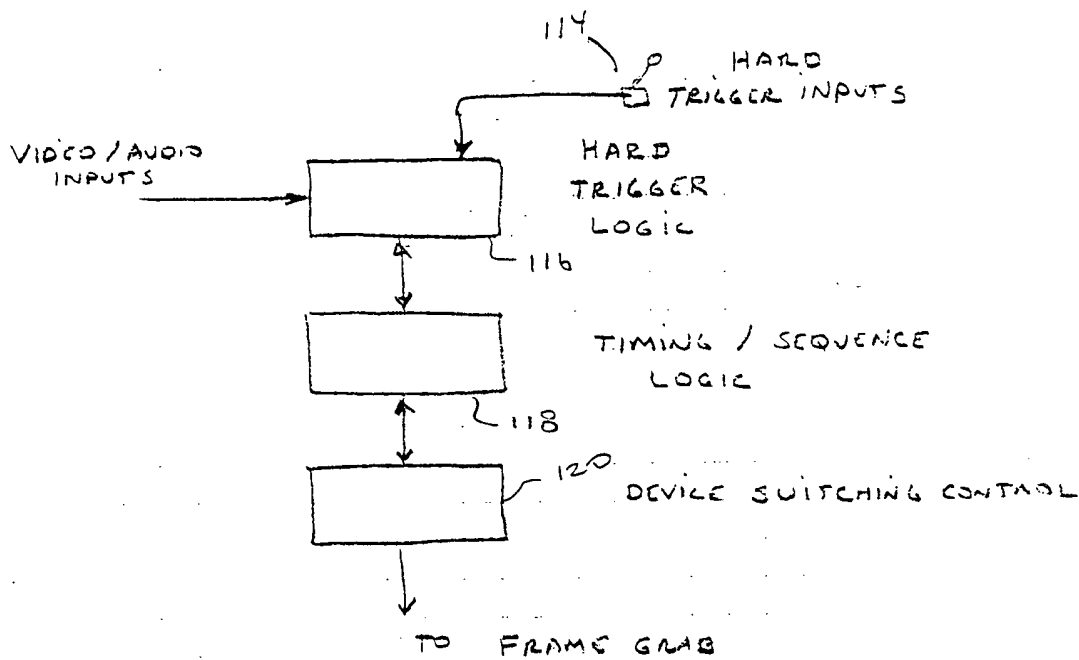 114
HARD
TRIGGER INPUTS
VIDEO / AUDIO
INPUTS
HARD
TRIGGER
LOGIC
116
TIMING / SEQUENCE
LOGIC
118
120
DEVICE SWITCHING CONTROL
TO FRAME GRAB